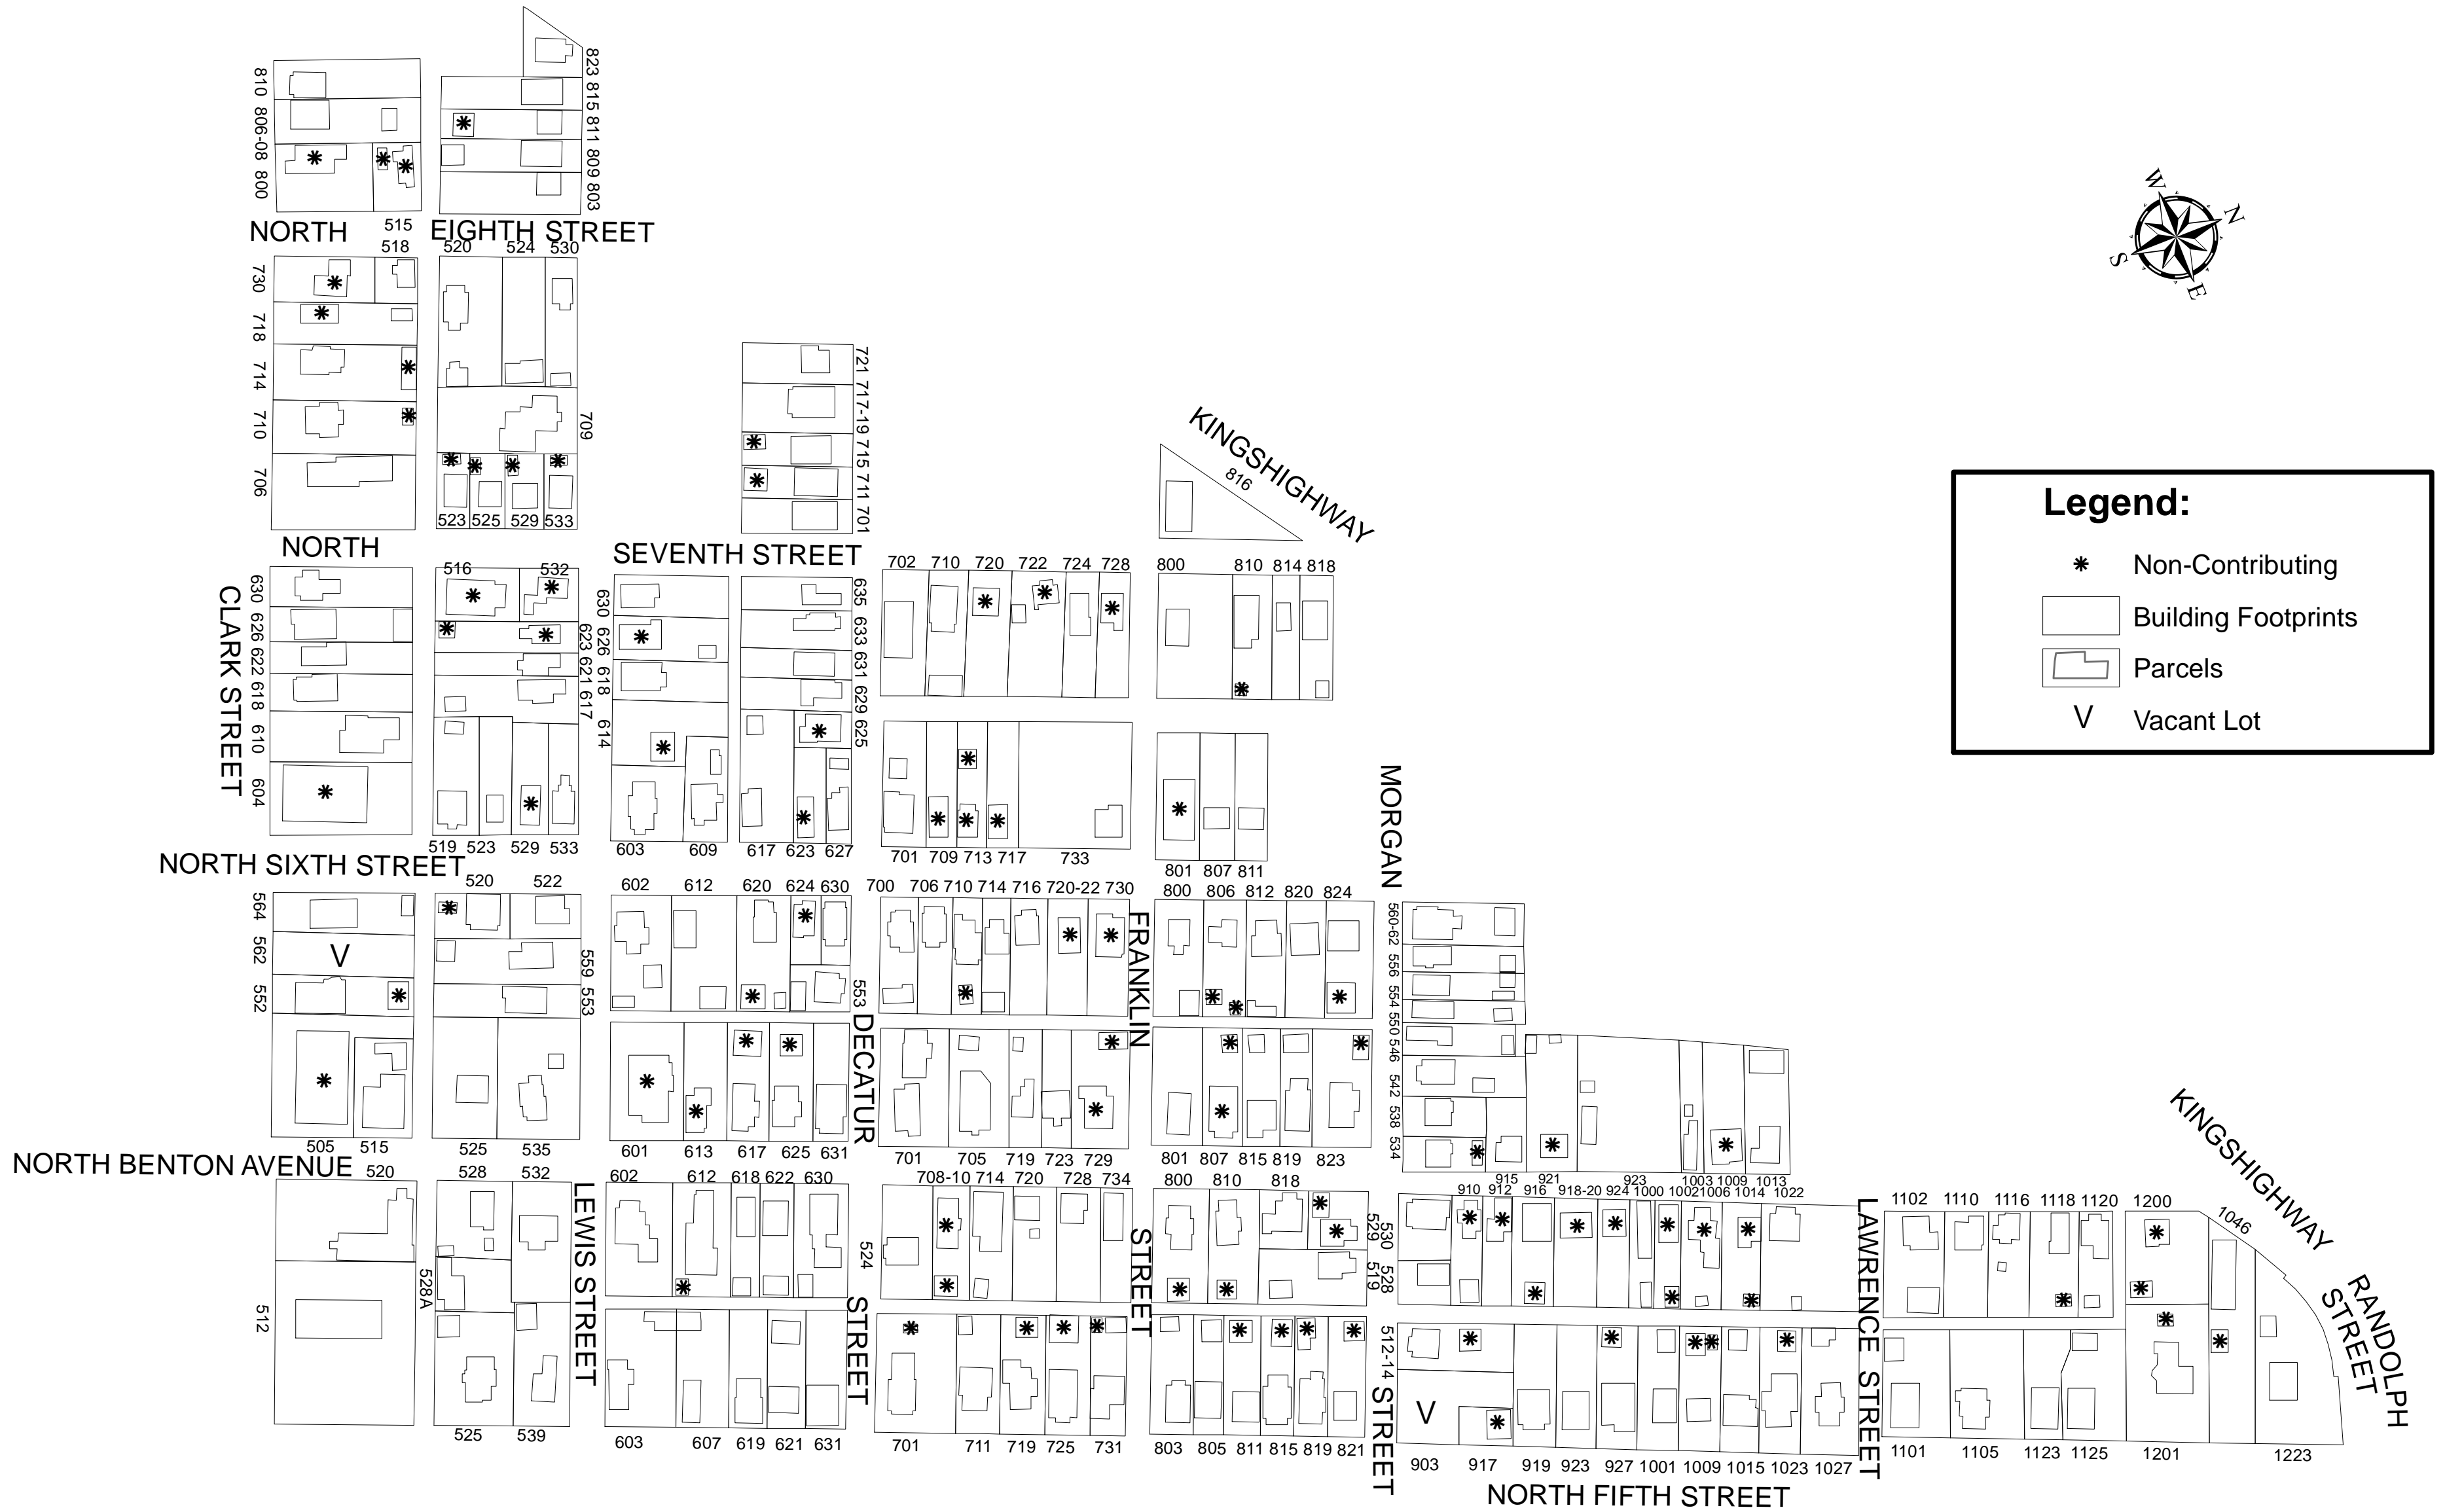 823
815
811
809
803
810
806-08
800
515
NORTH EIGHTH STREET
518 520 524 530
730
718
714
710
706
709
523 525 529 533
721
717-19
715
711
701
KINGSHIGHWAY
816
W N
S E
Legend:
Non-Contributing
Building Footprints
Parcels
V Vacant Lot
NORTH SEVENTH STREET
516 532
702 710 720 722 724 728
800 810 814 818
CLARK STREET
630
626
622
618
610
604
623
621
617
630
626
618
614
635
633
631
629
625
519 523 529 533
603 609 617 623 627
701 709 713 717 733
801 807 811
MORGAN
NORTH SIXTH STREET
520 522
602 612 620 624 630
700 706 710 714 716 720-22 730
800 806 812 820 824
564
562
552
V
559
553
553
DECATUR
FRANKLIN
560-62
556
554
550
546
542
538
534
505 515 525 535
601 613 617 625 631
701 705 719 723 729
801 807 815 819 823
915 921 923 1003 1009 1013
NORTH BENTON AVENUE
520 528 532
602 612 618 622 630
708-10 714 720 728 734
800 810 818
910 912 916 918-20 924 1000 1002 1006 1014 1022
1102 1110 1116 1118 1120 1200
KINGSHIGHWAY
1046
RANDOLPH
STREET
LEWIS STREET
512
528A
524
STREET
STREET
529
519
530
528
512-14
STREET
V
LAWRENCE STREET
525 539
603 607 619 621 631
701 711 719 725 731
803 805 811 815 819 821
903 917 919 923 927 1001 1009 1015 1023 1027
1101 1105 1123 1125 1201 1223
NORTH FIFTH STREET